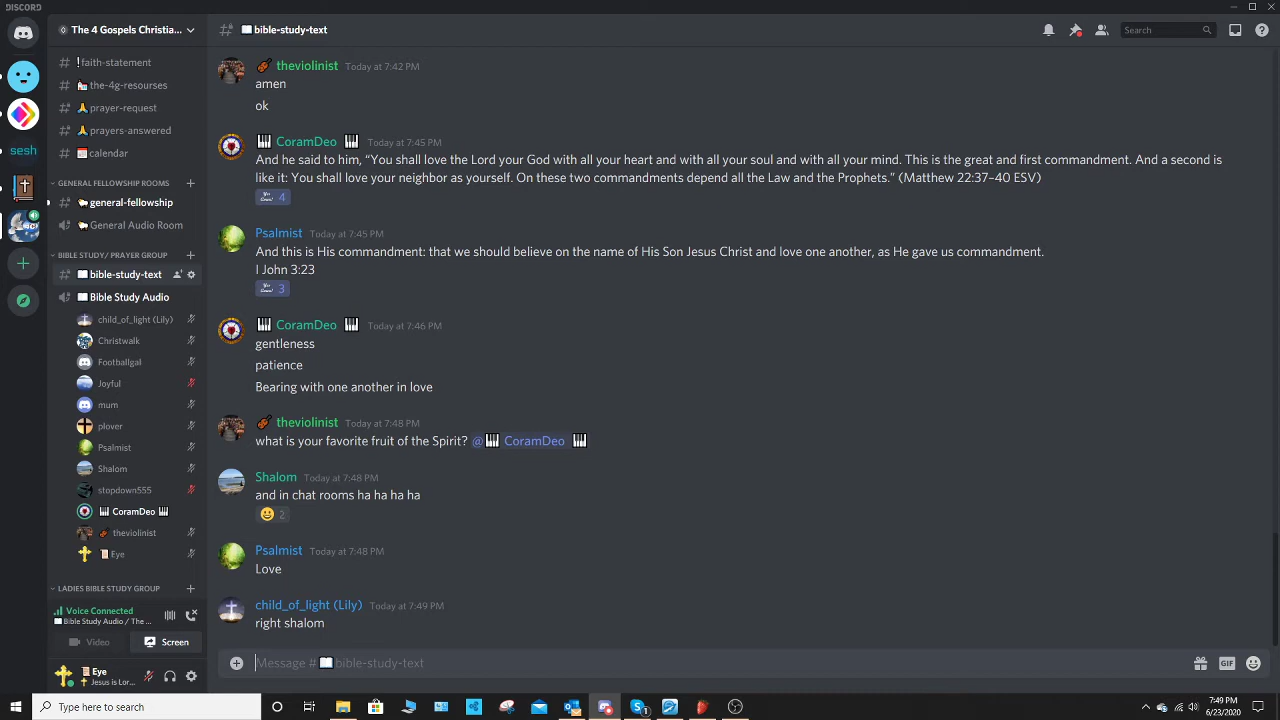 DISCORD
The 4 Gospels Christia...
bible-study-text
Search
faith-statement
the-4g-resourses
prayer-request
prayers-answered
calendar
sesh
GENERAL FELLOWSHIP ROOMS
general-fellowship
General Audio Room
BIBLE STUDY/ PRAYER GROUP
bible-study-text
Bible Study Audio
child_of_light (Lily)
Christwalk
Footballgal
Joyful
mum
plover
Psalmist
Shalom
stopdown555
CoramDeo
theviolinist
Eye
LADIES BIBLE STUDY GROUP
Voice Connected
Bible Study Audio / The ...
Video
Screen
Eye
Jesus is Lor...
theviolinist Today at 7:42 PM
amen
ok
CoramDeo Today at 7:45 PM
And he said to him, “You shall love the Lord your God with all your heart and with all your soul and with all your mind. This is the great and first commandment. And a second is
like it: You shall love your neighbor as yourself. On these two commandments depend all the Law and the Prophets.” (Matthew 22:37–40 ESV)
4
Psalmist Today at 7:45 PM
And this is His commandment: that we should believe on the name of His Son Jesus Christ and love one another, as He gave us commandment.
I John 3:23
3
CoramDeo Today at 7:46 PM
gentleness
patience
Bearing with one another in love
theviolinist Today at 7:48 PM
what is your favorite fruit of the Spirit? @ CoramDeo
Shalom Today at 7:48 PM
and in chat rooms ha ha ha ha
2
Psalmist Today at 7:48 PM
Love
child_of_light (Lily) Today at 7:49 PM
right shalom
Message # bible-study-text
GIF
Type here to search
7:49 PM
6/23/2020